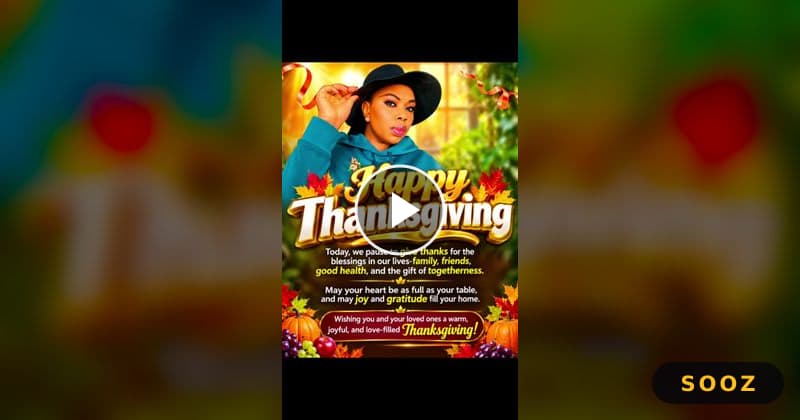 Happy
Thanksgiving
Today, we pause to give thanks for the
blessings in our lives-family, friends,
good health, and the gift of togetherness.
May your heart be as full as your table,
and may joy and gratitude fill your home.
Wishing you and your loved ones a warm,
joyful, and love-filled Thanksgiving!
SOOZ